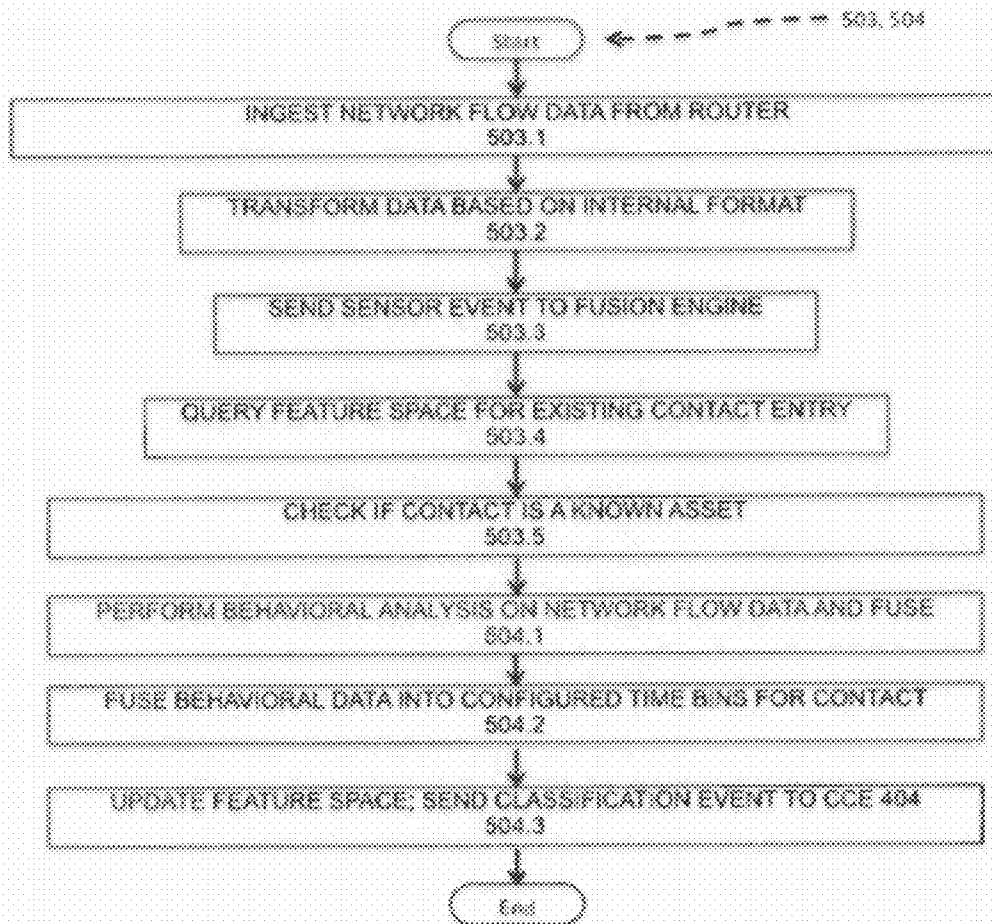 503, 504
Start
INGEST NETWORK FLOW DATA FROM ROUTER
503.1
TRANSFORM DATA BASED ON INTERNAL FORMAT
503.2
SEND SENSOR EVENT TO FUSION ENGINE
503.3
QUERY FEATURE SPACE FOR EXISTING CONTACT ENTRY
503.4
CHECK IF CONTACT IS A KNOWN ASSET
503.5
PERFORM BEHAVIORAL ANALYSIS ON NETWORK FLOW DATA AND FUSE
504.1
FUSE BEHAVIORAL DATA INTO CONFIGURED TIME BINS FOR CONTACT
504.2
UPDATE FEATURE SPACE; SEND CLASSIFICATION EVENT TO CCE 404
504.3
End